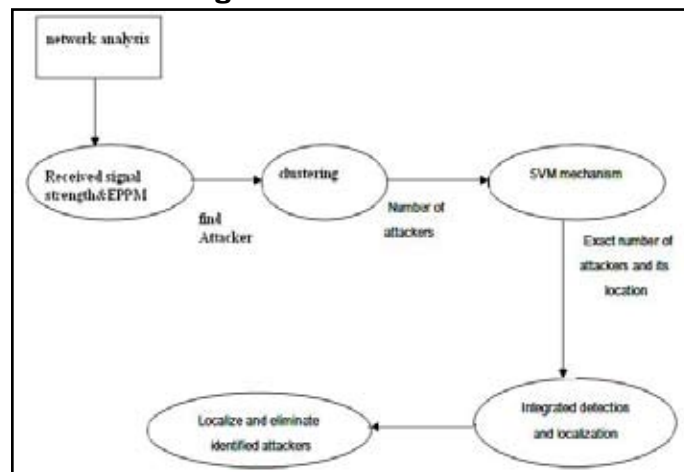 network analysis
Received signal
strength&EPPM
find
Attacker
clustering
Number of
attackers
SVM mechanism
Exact number of
attackers and its
location
Integrated detection
and localization
Localize and eliminate
identified attackers